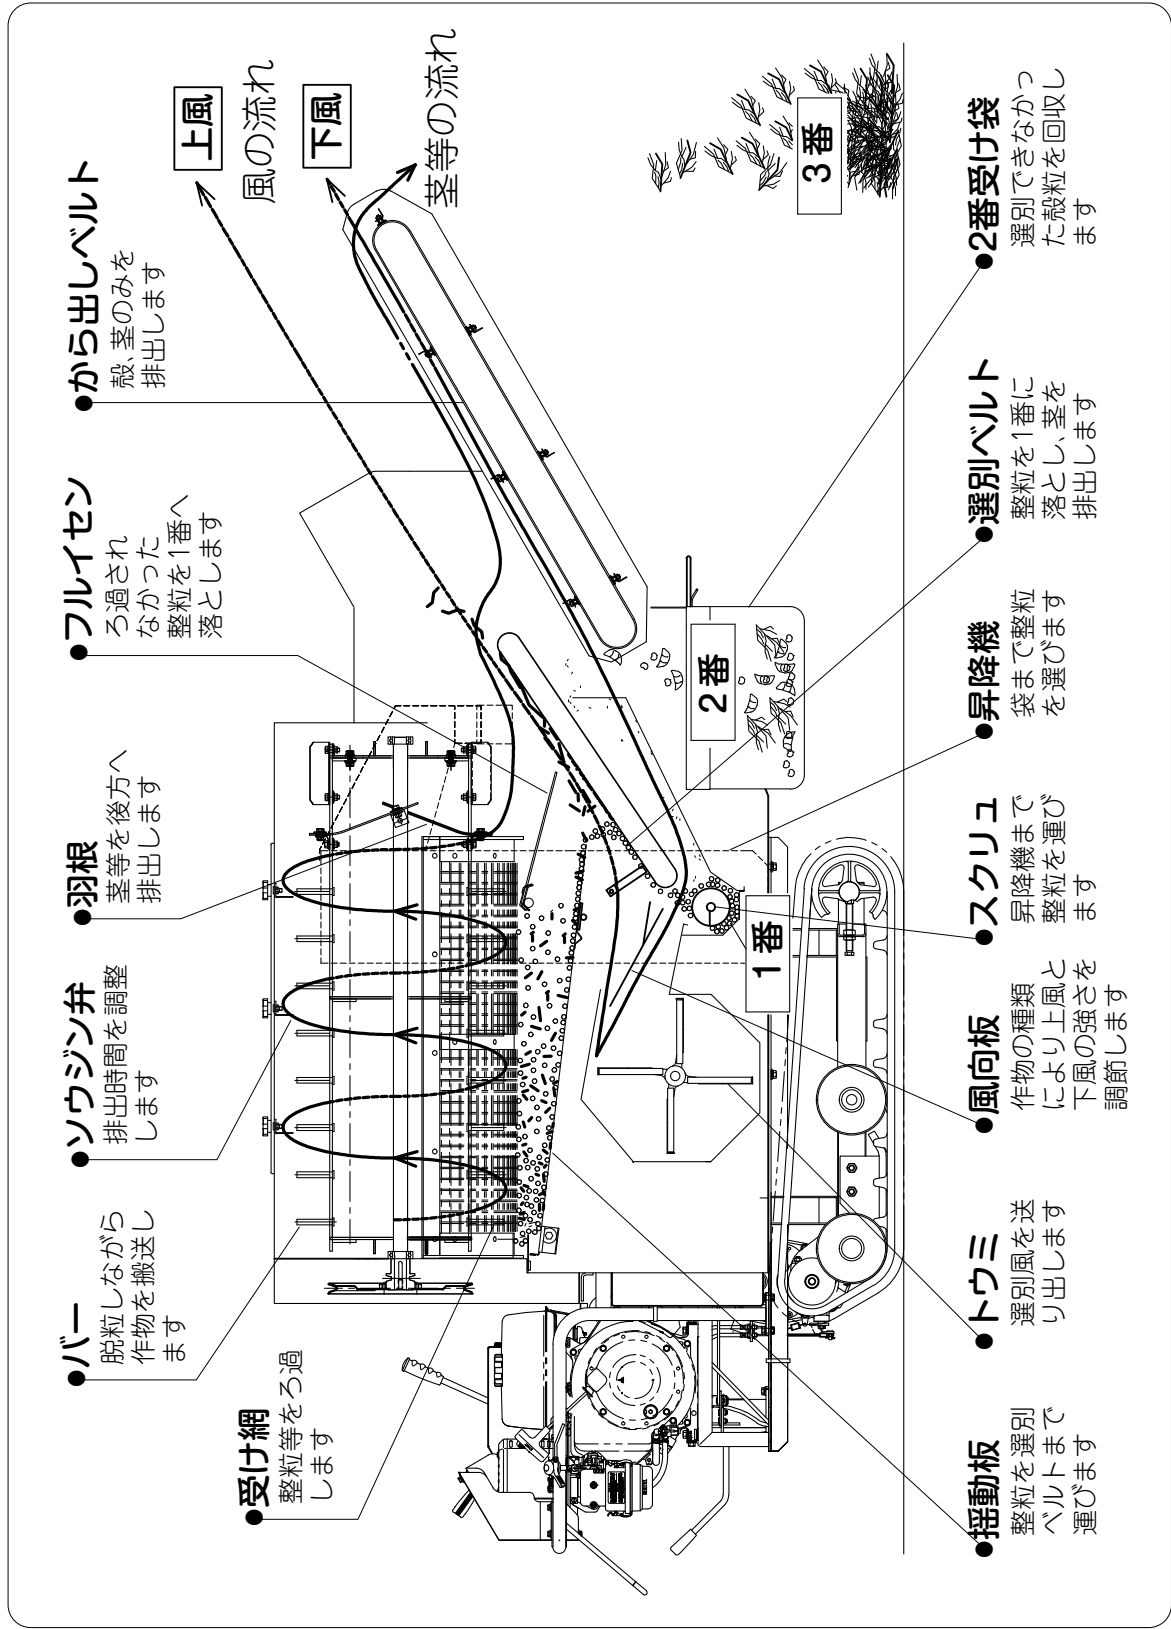 ●バー
脱粒しながら
作物を搬送し
ます
●ソウジン弁
排出時間を調整
します
●羽根
茎等を後方へ
排出します
●フルイセン
ろ過され
なかった
整粒を1番へ
落とします
●から出しベルト
殻､茎のみを
排出します
上風
風の流れ
下風
茎等の流れ
●受け網
整粒等をろ過
します
1番
2番
3番
●揺動板
整粒を選別
ベルトまで
運びます
●トウミ
選別風を送
り出します
●風向板
作物の種類
により上風と
下風の強さを
調節します
●スクリュ
昇降機まで
整粒を運び
ます
●昇降機
袋まで整粒
を選びます
●選別ベルト
整粒を1番に
落とし､茎を
排出します
●2番受け袋
選別できなかっ
た殻粒を回収し
ます